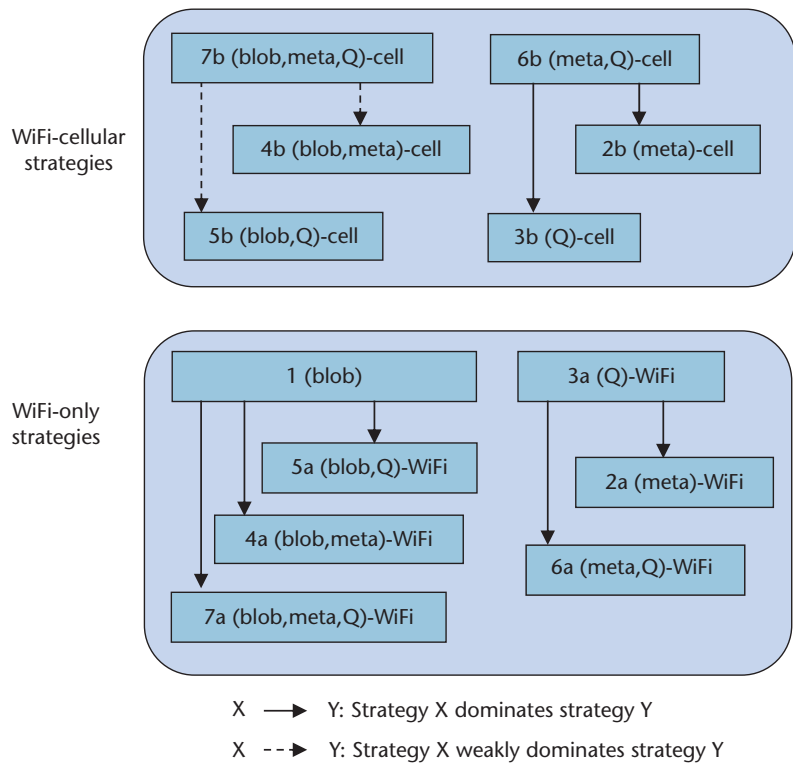 WiFi-cellular
strategies
7b (blob,meta,Q)-cell
6b (meta,Q)-cell
4b (blob,meta)-cell
2b (meta)-cell
5b (blob,Q)-cell
3b (Q)-cell
WiFi-only
strategies
1 (blob)
3a (Q)-WiFi
5a (blob,Q)-WiFi
2a (meta)-WiFi
4a (blob,meta)-WiFi
6a (meta,Q)-WiFi
7a (blob,meta,Q)-WiFi
X Y: Strategy X dominates strategy Y
X Y: Strategy X weakly dominates strategy Y